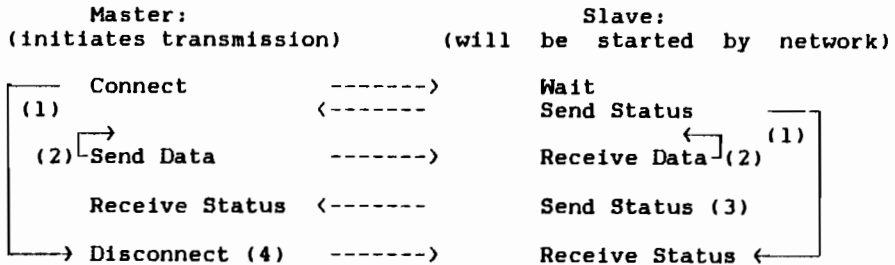 Master: Slave:
(initiates transmission) (will be started by network)
Connect -------> Wait
(1) <------- Send Status
(1)
(2) Send Data -------> Receive Data (2)
Receive Status <------- Send Status (3)
Disconnect (4) -------> Receive Status